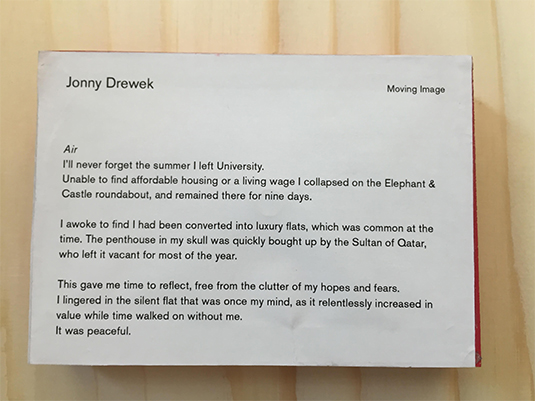 Jonny Drewek
Moving Image
Air
I'll never forget the summer I left University.
Unable to find affordable housing or a living wage I collapsed on the Elephant &
Castle roundabout, and remained there for nine days.
I awoke to find I had been converted into luxury flats, which was common at the
time. The penthouse in my skull was quickly bought up by the Sultan of Qatar,
who left it vacant for most of the year.
This gave me time to reflect, free from the clutter of my hopes and fears.
I lingered in the silent flat that was once my mind, as it relentlessly increased in
value while time walked on without me.
It was peaceful.